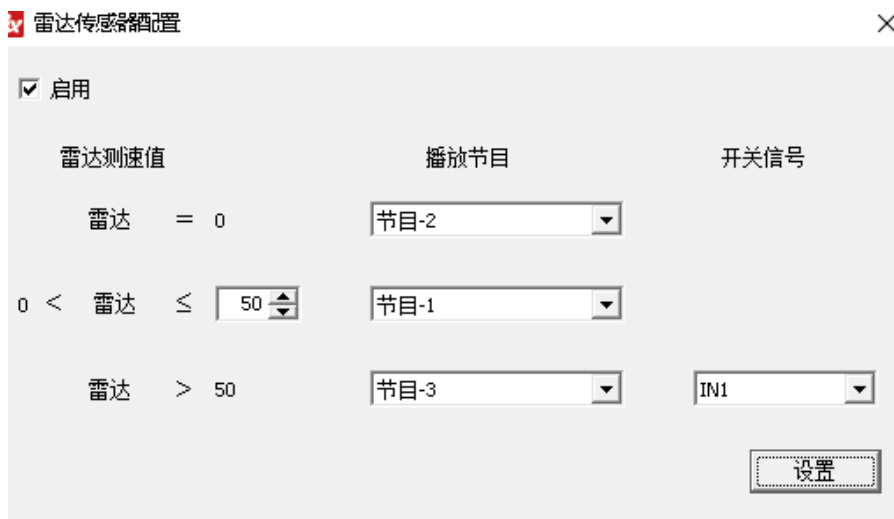 雷达传感器配置
启用
雷达测速值 播放节目 开关信号
雷达 = 0 节目-2
0 < 雷达 ≤ 50 节目-1
雷达 > 50 节目-3 IN1
设置